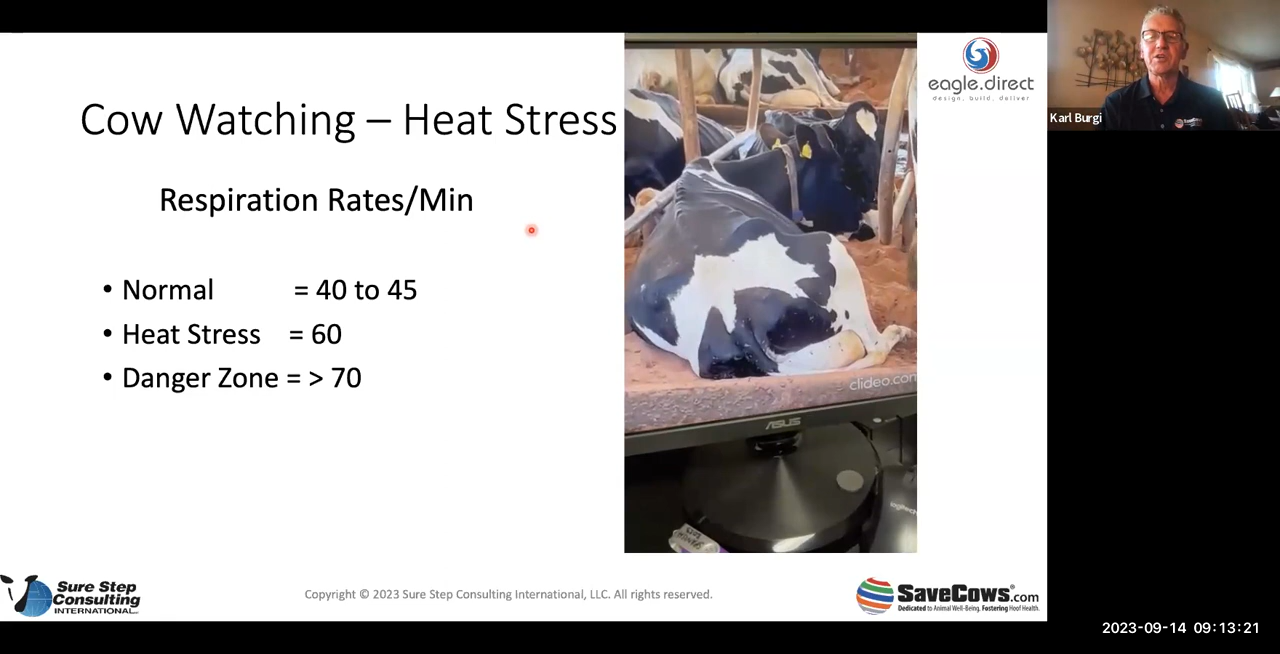 Cow Watching – Heat Stress
Respiration Rates/Min
• Normal = 40 to 45
• Heat Stress = 60
• Danger Zone = > 70
eagle.direct
design. build. deliver
Karl Burgi
clideo.com
ASUS
logitech
Sure Step
Consulting
INTERNATIONAL
Copyright © 2023 Sure Step Consulting International, LLC. All rights reserved.
SaveCows®.com
Dedicated to Animal Well-Being. Fostering Hoof Health.
2023-09-14 09:13:21